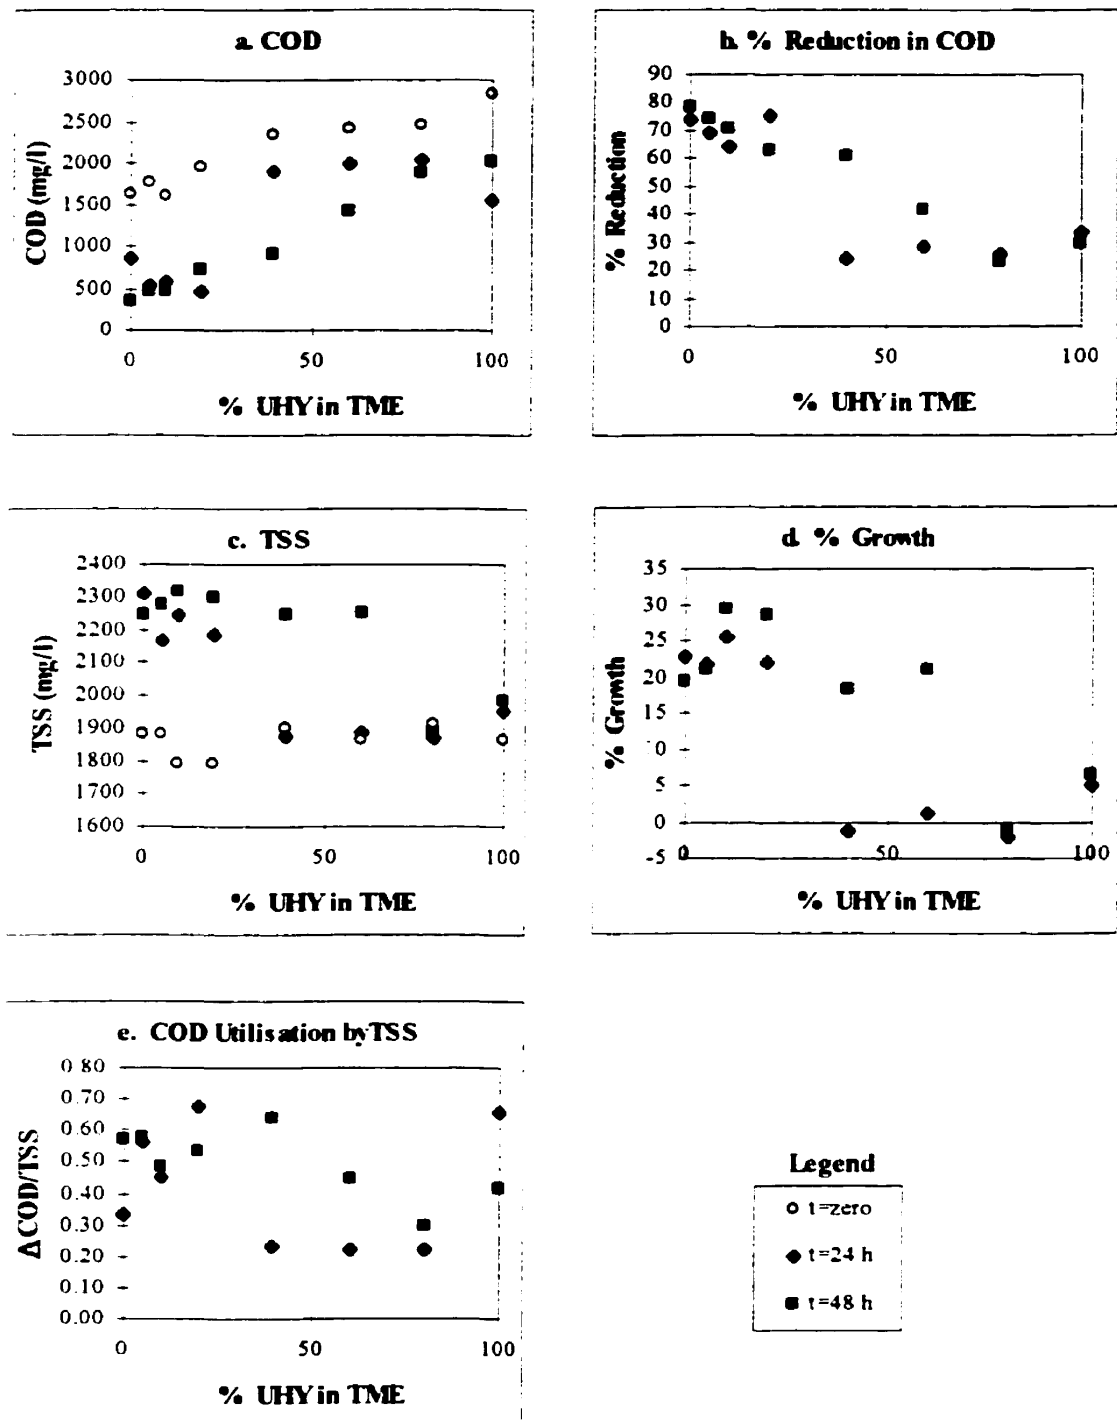 a. COD
3000
2500
2000
1500
1000
500
0
COD (mg/l)
0 50 100
% UHY in TME
b. % Reduction in COD
90
80
70
60
50
40
30
20
10
0
% Reduction
0 50 100
% UHY in TME
c. TSS
2400
2300
2200
2100
2000
1900
1800
1700
1600
TSS (mg/l)
0 50 100
% UHY in TME
d. % Growth
35
30
25
20
15
10
5
0
-5
% Growth
0 50 100
% UHY in TME
e. COD Utilisation by TSS
0.80
0.70
0.60
0.50
0.40
0.30
0.20
0.10
0.00
Δ COD/TSS
0 50 100
% UHY in TME
Legend
t=zero
t=24 h
t=48 h